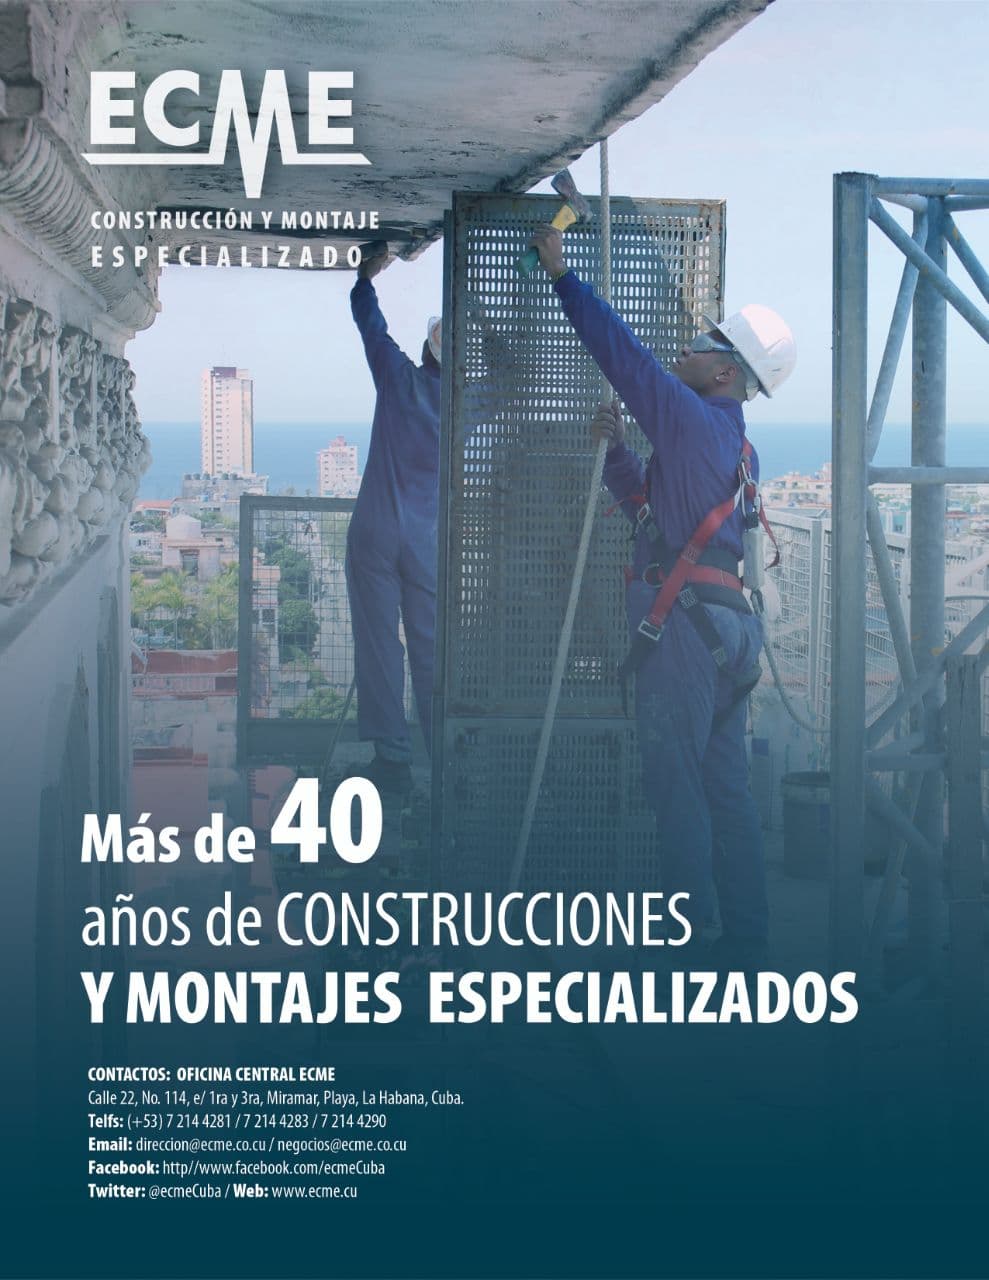 ECME
CONSTRUCCIÓN Y MONTAJE
ESPECIALIZADO
Más de 40
años de CONSTRUCCIONES
Y MONTAJES ESPECIALIZADOS
CONTACTOS: OFICINA CENTRAL ECME
Calle 22, No. 114, e/ 1ra y 3ra, Miramar, Playa, La Habana, Cuba.
Telfs: (+53) 7 214 4281 / 7 214 4283 / 7 214 4290
Email: direccion@ecme.co.cu / negocios@ecme.co.cu
Facebook: http//www.facebook.com/ecmeCuba
Twitter: @ecmeCuba / Web: www.ecme.cu